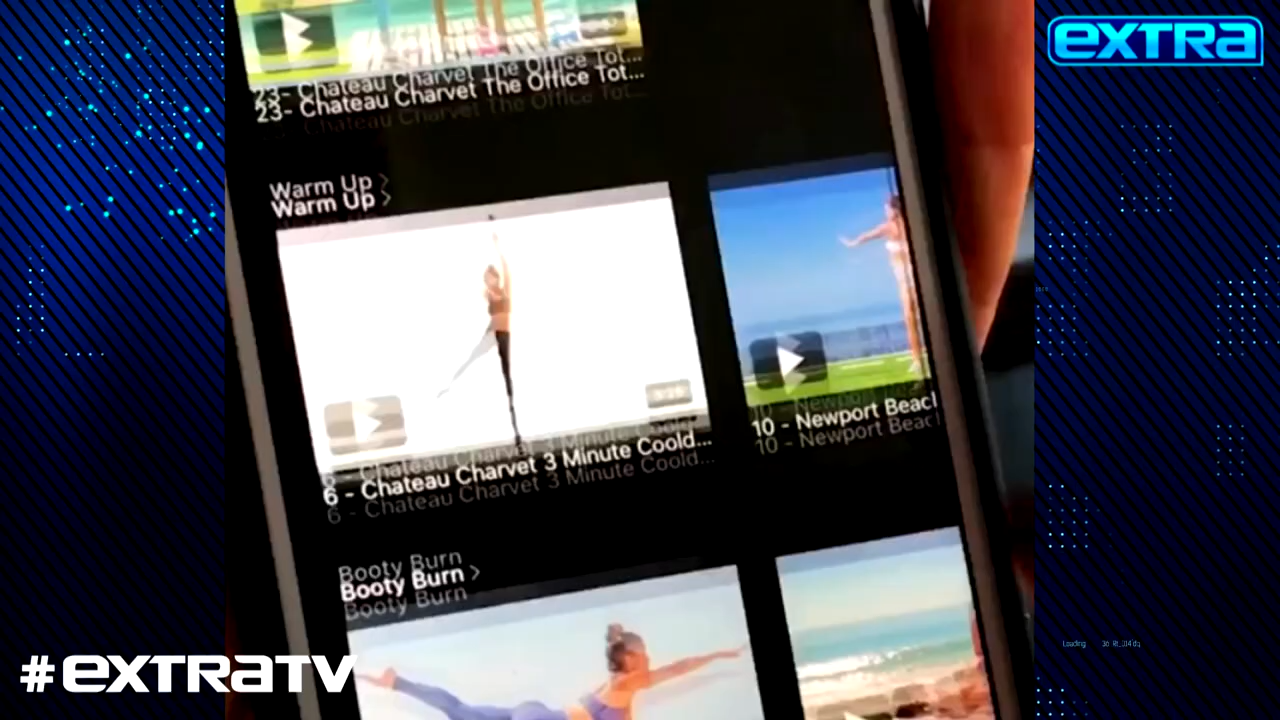 extra
23- Chateau Charvet The Office Tot...
Warm Up >
6 - Chateau Charvet 3 Minute Coold...
10 - Newport Beach
Booty Burn >
#extraTV
Loading